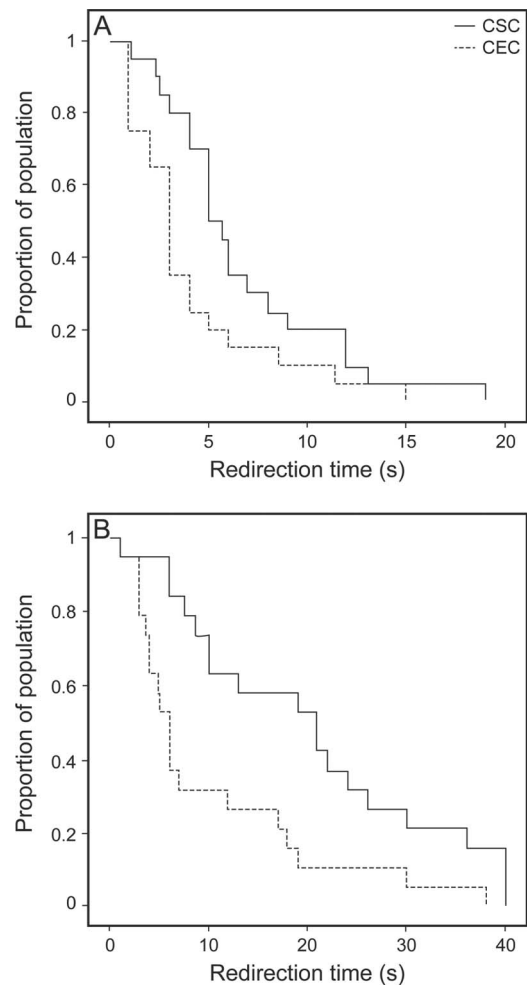 A
CSC
CEC
1
0.8
0.6
0.4
0.2
0
Proportion of population
0 5 10 15 20
Redirection time (s)
B
1
0.8
0.6
0.4
0.2
0
Proportion of population
0 10 20 30 40
Redirection time (s)